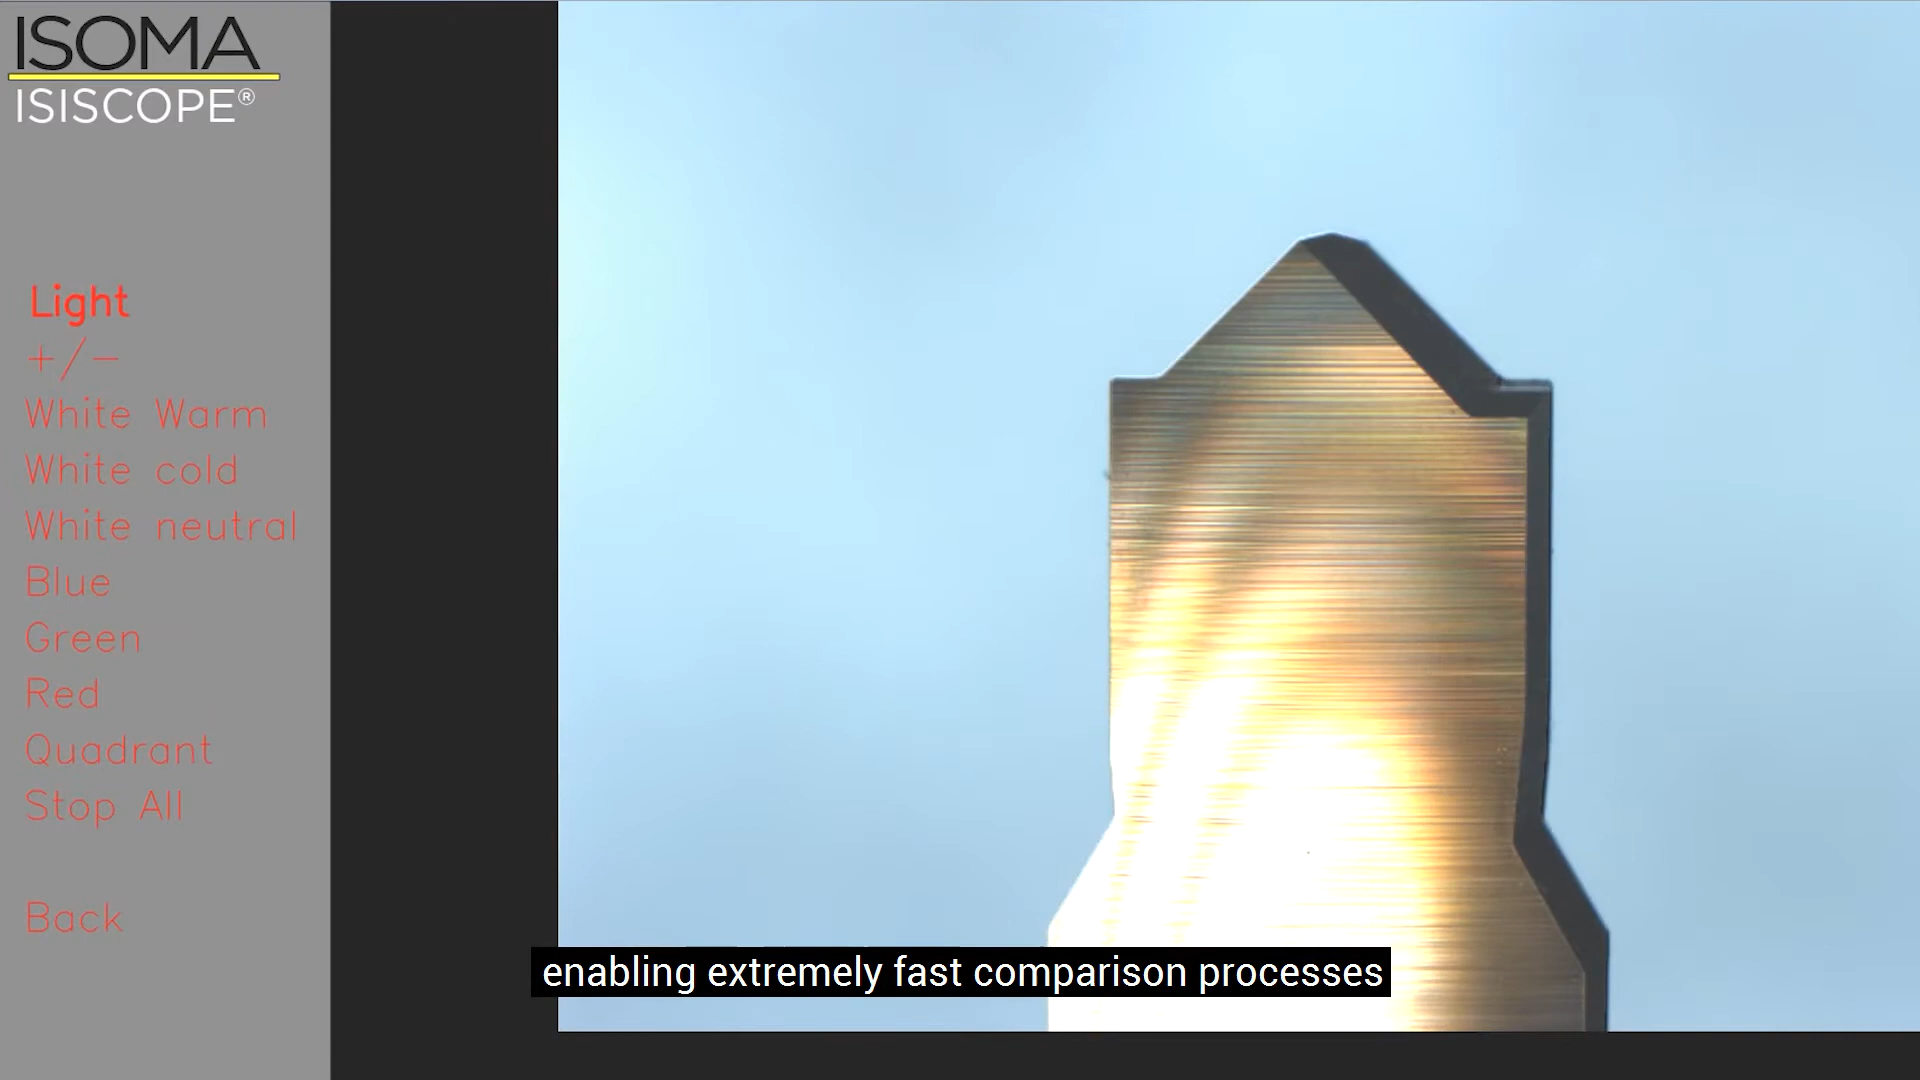 ISOMA
ISISCOPE®
Light
+/-
White Warm
White cold
White neutral
Blue
Green
Red
Quadrant
Stop All
Back
enabling extremely fast comparison processes